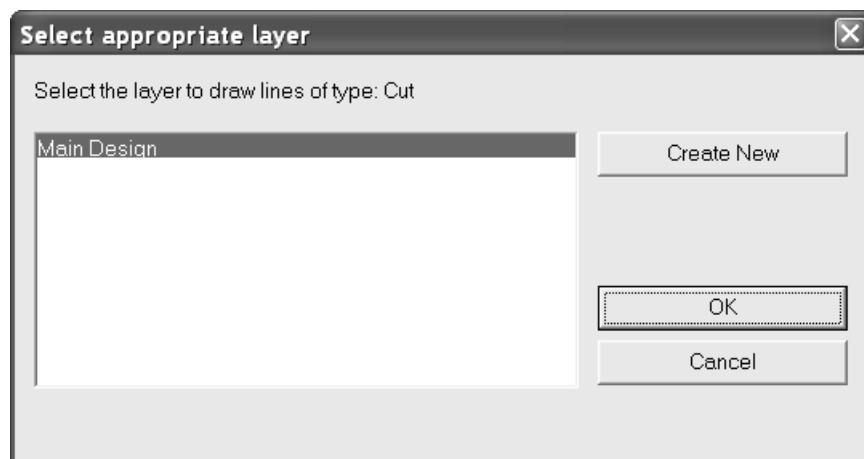 Select appropriate layer
Select the layer to draw lines of type: Cut
Main Design
Create New
OK
Cancel